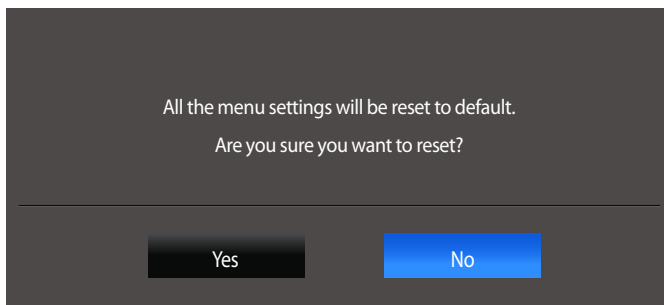 All the menu settings will be reset to default.
Are you sure you want to reset?
Yes
No